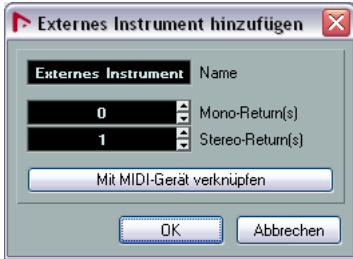 Externes Instrument hinzufügen
Externes Instrument Name
0 Mono-Return(s)
1 Stereo-Return(s)
Mit MIDI-Gerät verknüpfen
OK Abbrechen